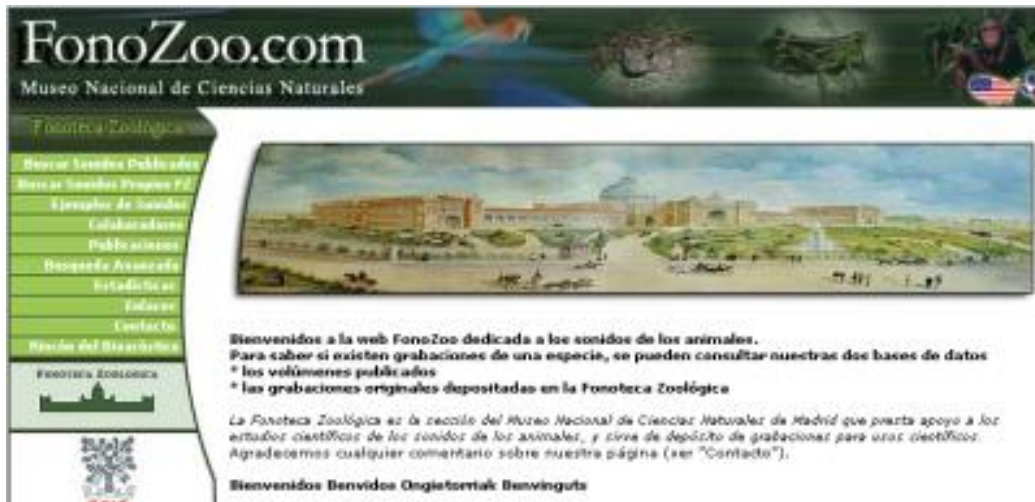 FonoZoo.com
Museo Nacional de Ciencias Naturales
Fonoteca Zoológica
Buscar Sonidos Publicados
Buscar Sonidos Propios FZ
Ejemplos de Sonidos
Colaboradores
Publicaciones
Busqueda Avanzada
Estadísticas
Enlaces
Contacto
Rincón del Bioacústico
FONOTECA ZOOLOGICA
Bienvenidos a la web FonoZoo dedicada a los sonidos de los animales.
Para saber si existen grabaciones de una especie, se pueden consultar nuestras dos bases de datos
* los volúmenes publicados
* las grabaciones originales depositadas en la Fonoteca Zoológica
La Fonoteca Zoológica es la sección del Museo Nacional de Ciencias Naturales de Madrid que presta apoyo a los
estudios científicos de los sonidos de los animales, y sirve de depósito de grabaciones para usos científicos.
Agradecemos cualquier comentario sobre nuestra página (ver "Contacto").
Bienvenidos Benvidos Ongietorriak Benvinguts